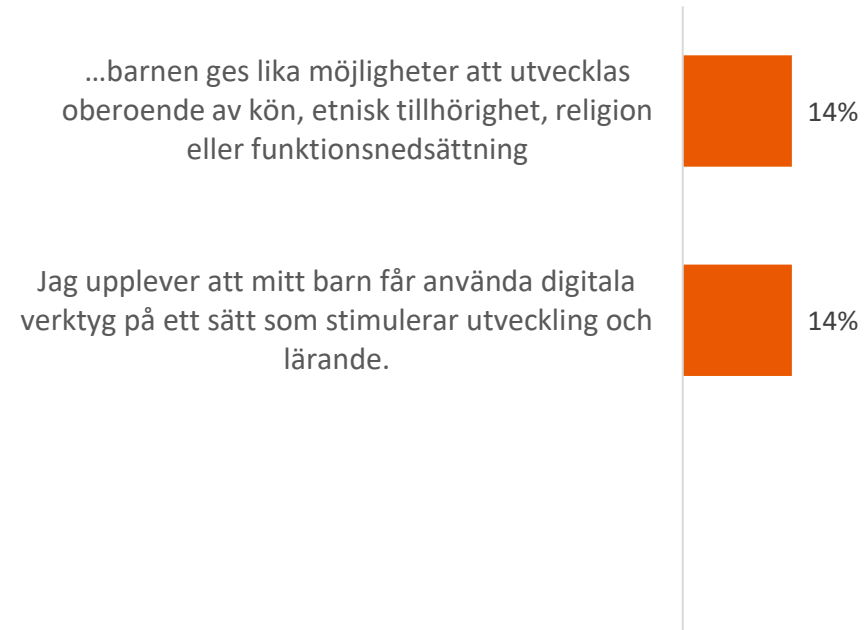 …barnen ges lika möjligheter att utvecklas
oberoende av kön, etnisk tillhörighet, religion
eller funktionsnedsättning
14%
Jag upplever att mitt barn får använda digitala
verktyg på ett sätt som stimulerar utveckling och
lärande.
14%